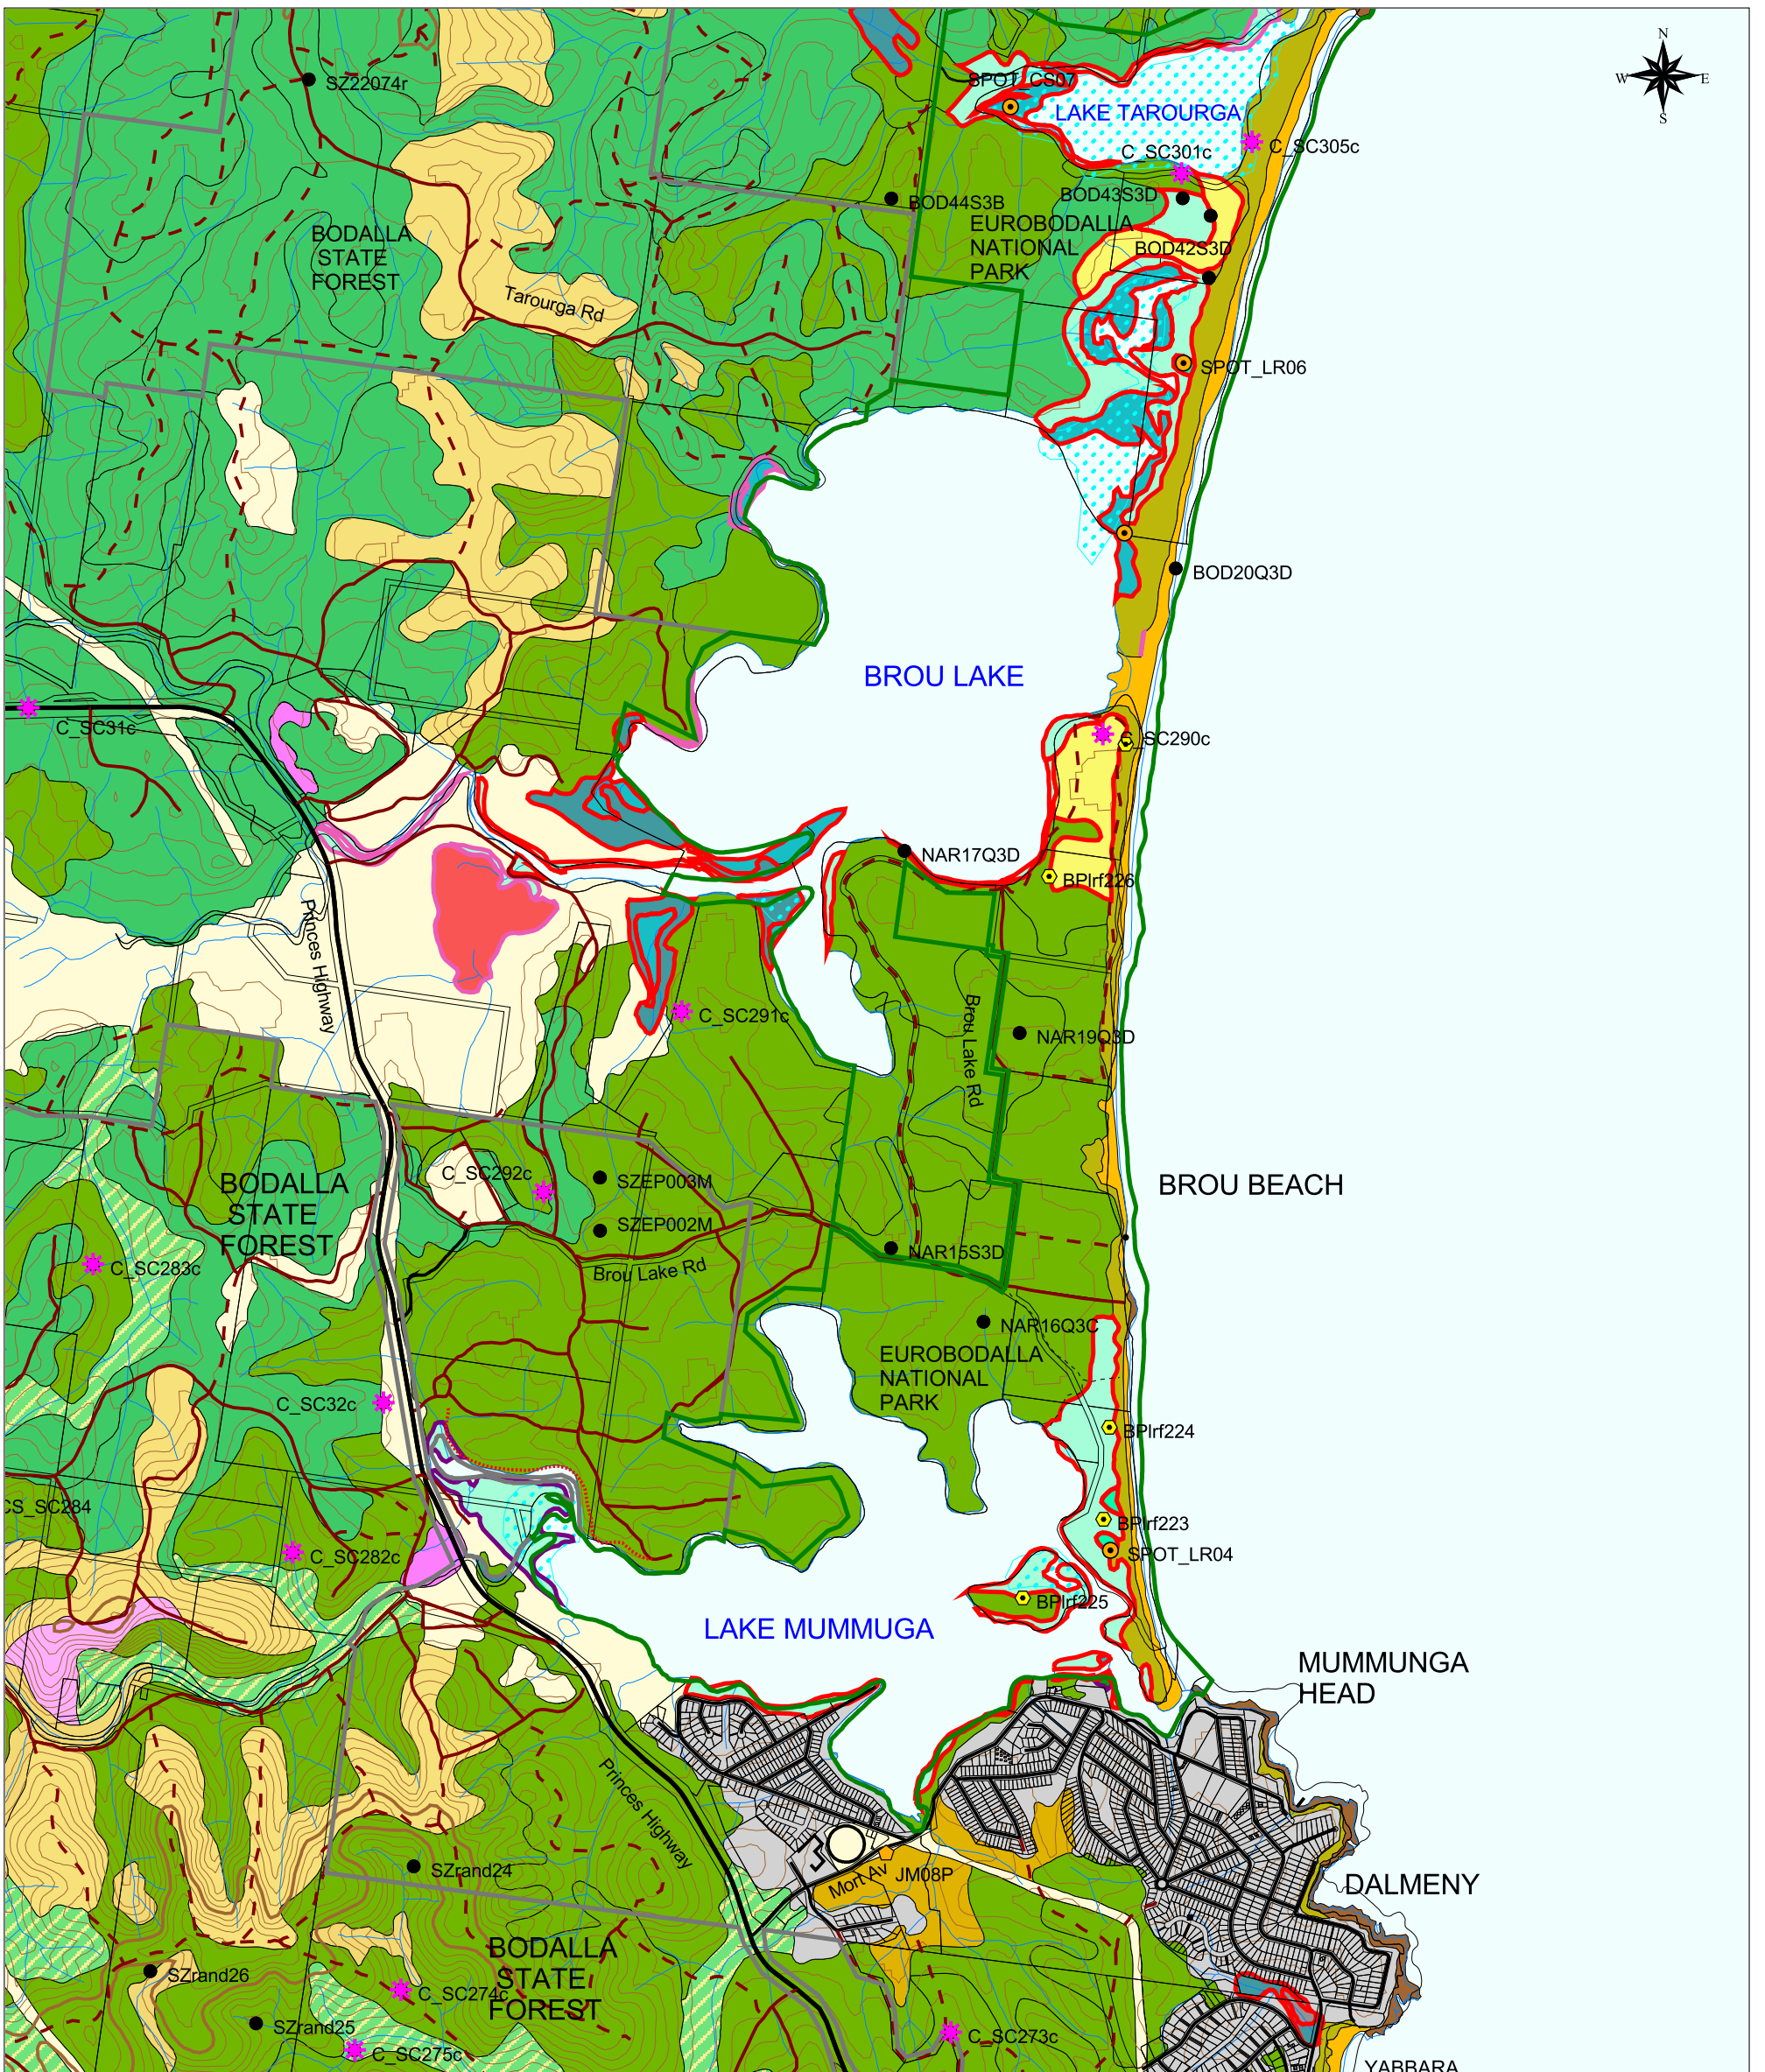 N
W E
S
SZ22074r
SPOT_CS07
LAKE TAROURGA
C_SC305c
C_SC301c
BOD43S3D
BOD44S3B
EUROBODALLA
NATIONAL
PARK
BOD42S3D
BODALLA
STATE
FOREST
Tarourga Rd
SPOT_LR06
BOD20Q3D
BROU LAKE
C_SC31c
C_SC290c
NAR17Q3D
BPlrf226
Princes Highway
C_SC291c
Brou Lake Rd
NAR19Q3D
C_SC292c
SZEP003M
BODALLA
STATE
FOREST
BROU BEACH
SZEP002M
C_SC283c
NAR15S3D
Brou Lake Rd
NAR16Q3C
EUROBODALLA
NATIONAL
PARK
C_SC32c
BPlrf224
CS_SC284
BPlrf223
C_SC282c
SPOT_LR04
BPlrf225
LAKE MUMMUGA
MUMMUNGA
HEAD
Princes Highway
SZrand24
Mort Av
JM08P
DALMENY
BODALLA
STATE
FOREST
SZrand26
C_SC274c
SZrand25
C_SC273c
C_SC275c
YABBARA